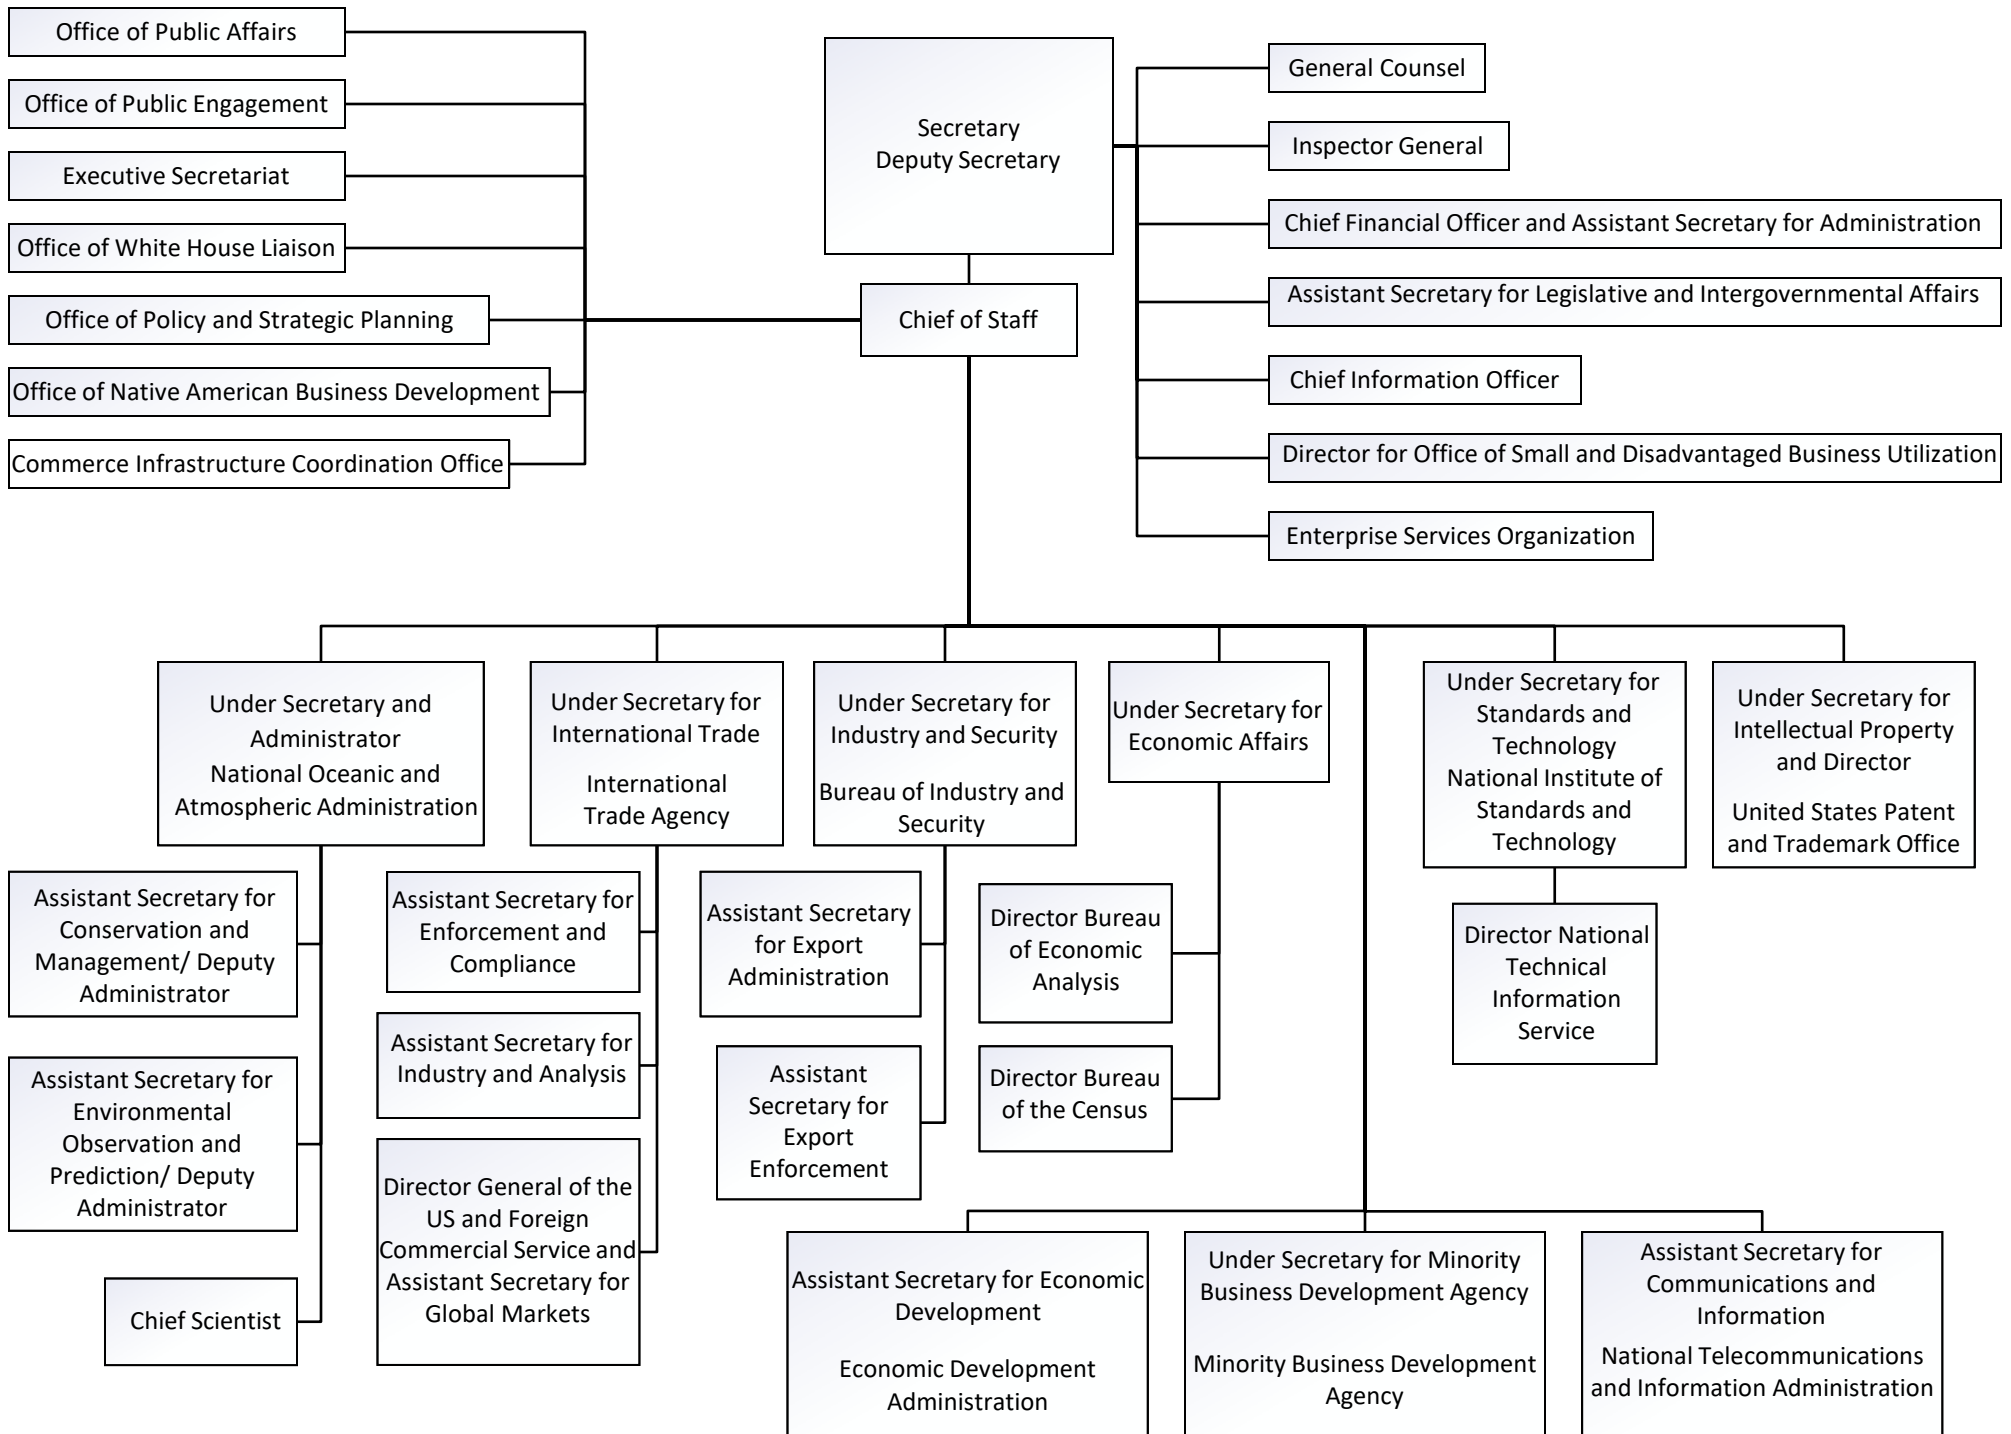 Office of Public Affairs
Office of Public Engagement
Executive Secretariat
Office of White House Liaison
Office of Policy and Strategic Planning
Office of Native American Business Development
Commerce Infrastructure Coordination Office
Secretary
Deputy Secretary
Chief of Staff
General Counsel
Inspector General
Chief Financial Officer and Assistant Secretary for Administration
Assistant Secretary for Legislative and Intergovernmental Affairs
Chief Information Officer
Director for Office of Small and Disadvantaged Business Utilization
Enterprise Services Organization
Under Secretary and
Administrator
National Oceanic and
Atmospheric Administration
Under Secretary for
International Trade
International
Trade Agency
Under Secretary for
Industry and Security
Bureau of Industry and
Security
Under Secretary for
Economic Affairs
Under Secretary for
Standards and
Technology
National Institute of
Standards and
Technology
Under Secretary for
Intellectual Property
and Director
United States Patent
and Trademark Office
Assistant Secretary for
Conservation and
Management/ Deputy
Administrator
Assistant Secretary for
Environmental
Observation and
Prediction/ Deputy
Administrator
Chief Scientist
Assistant Secretary for
Enforcement and
Compliance
Assistant Secretary for
Industry and Analysis
Director General of the
US and Foreign
Commercial Service and
Assistant Secretary for
Global Markets
Assistant Secretary
for Export
Administration
Assistant
Secretary for
Export
Enforcement
Director Bureau
of Economic
Analysis
Director Bureau
of the Census
Director National
Technical
Information
Service
Assistant Secretary for Economic
Development
Economic Development
Administration
Under Secretary for Minority
Business Development Agency
Minority Business Development
Agency
Assistant Secretary for
Communications and
Information
National Telecommunications
and Information Administration